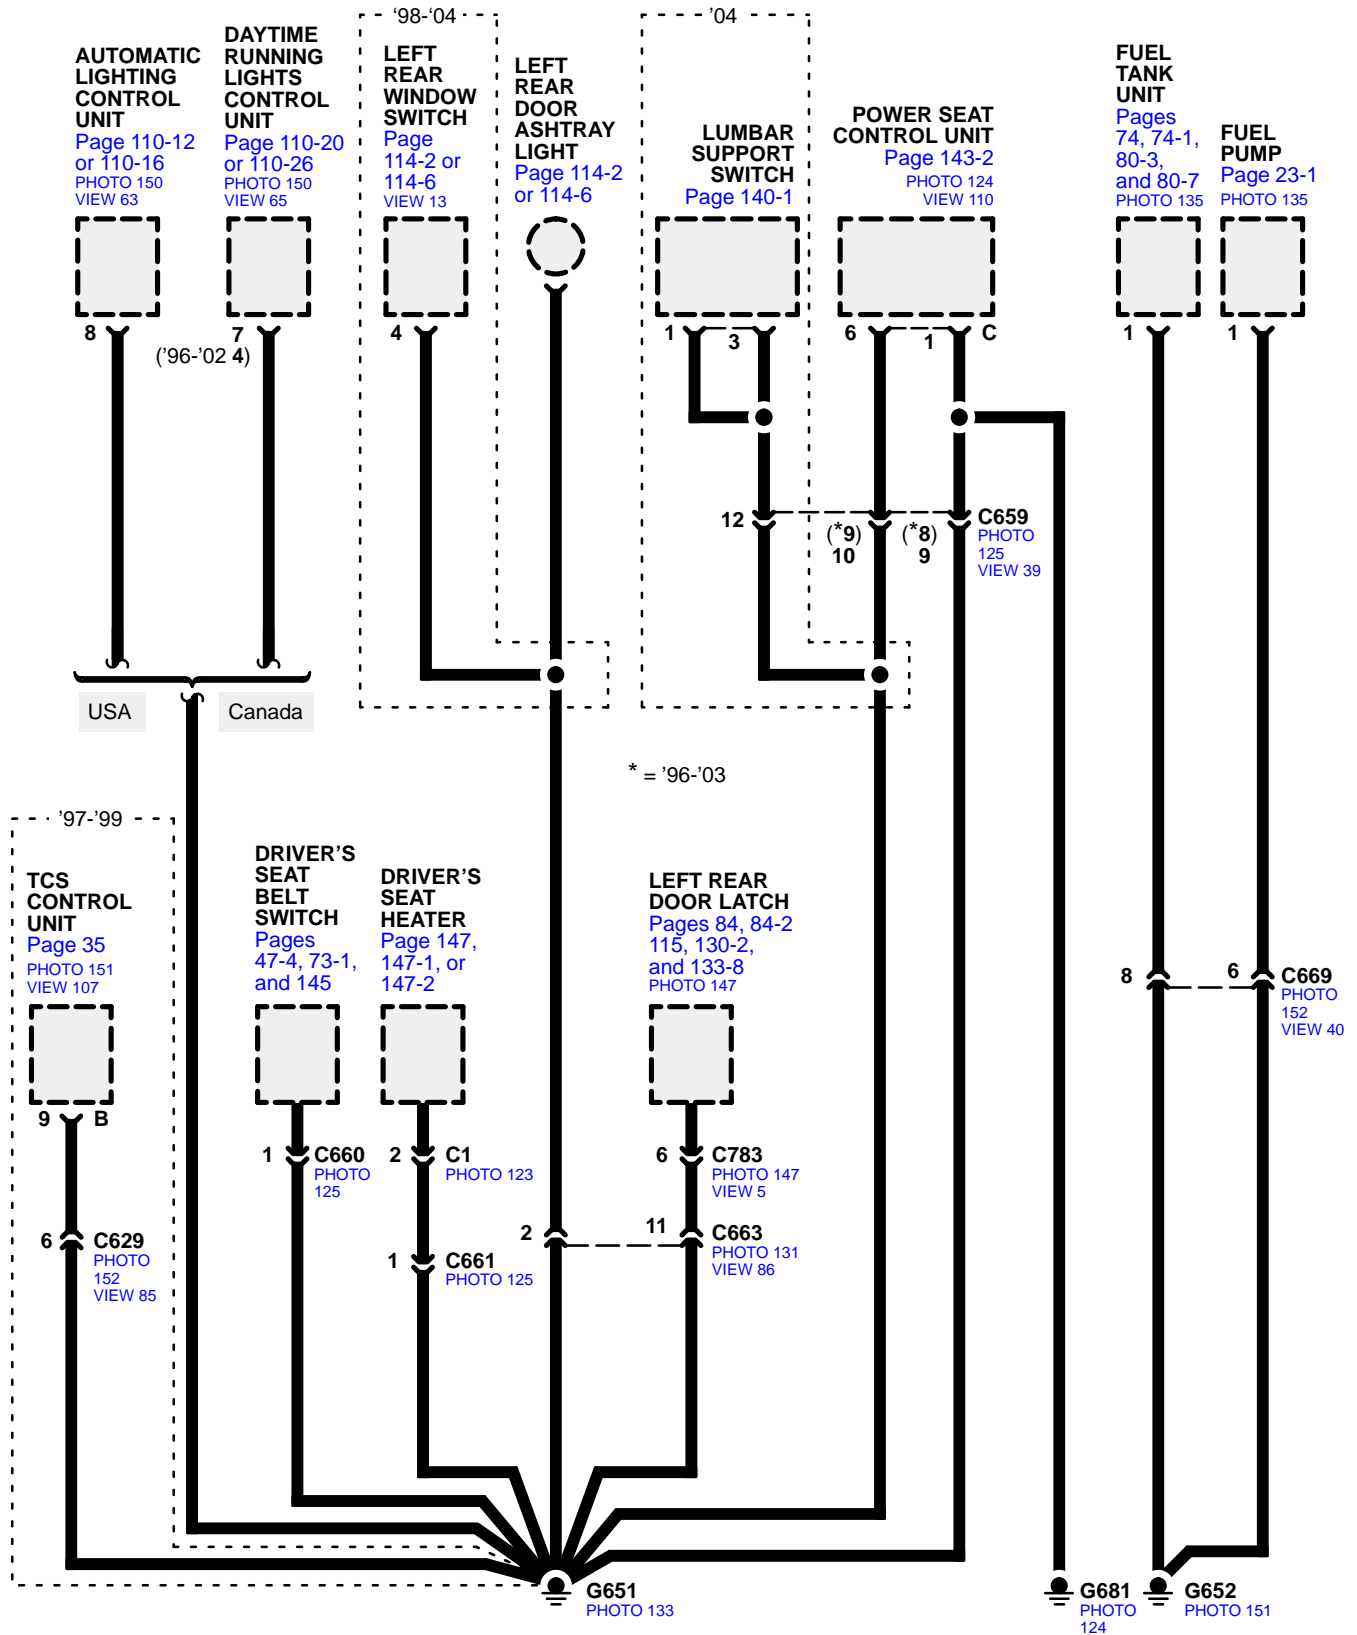 '98-'04
'04
AUTOMATIC
LIGHTING
CONTROL
UNIT
Page 110-12
or 110-16
PHOTO 150
VIEW 63
DAYTIME
RUNNING
LIGHTS
CONTROL
UNIT
Page 110-20
or 110-26
PHOTO 150
VIEW 65
LEFT
REAR
WINDOW
SWITCH
Page
114-2 or
114-6
VIEW 13
LEFT
REAR
DOOR
ASHTRAY
LIGHT
Page 114-2
or 114-6
LUMBAR
SUPPORT
SWITCH
Page 140-1
POWER SEAT
CONTROL UNIT
Page 143-2
PHOTO 124
VIEW 110
FUEL
TANK
UNIT
Pages
74, 74-1,
80-3,
and 80-7
PHOTO 135
FUEL
PUMP
Page 23-1
PHOTO 135
8
7
('96-'02 4)
4
1
3
6
1
C
1
1
12
(*9)
10
(*8)
9
C659
PHOTO
125
VIEW 39
USA
Canada
* = '96-'03
'97-'99
TCS
CONTROL
UNIT
Page 35
PHOTO 151
VIEW 107
DRIVER'S
SEAT
BELT
SWITCH
Pages
47-4, 73-1,
and 145
DRIVER'S
SEAT
HEATER
Page 147,
147-1, or
147-2
LEFT REAR
DOOR LATCH
Pages 84, 84-2
115, 130-2,
and 133-8
PHOTO 147
8
6
C669
PHOTO
152
VIEW 40
9
B
1
C660
PHOTO
125
2
C1
PHOTO 123
6
C783
PHOTO 147
VIEW 5
6
C629
PHOTO
152
VIEW 85
1
C661
PHOTO 125
2
11
C663
PHOTO 131
VIEW 86
G651
PHOTO 133
G681
PHOTO
124
G652
PHOTO 151